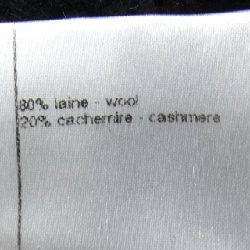 80% laine - wool
20% cachemire - cashmere